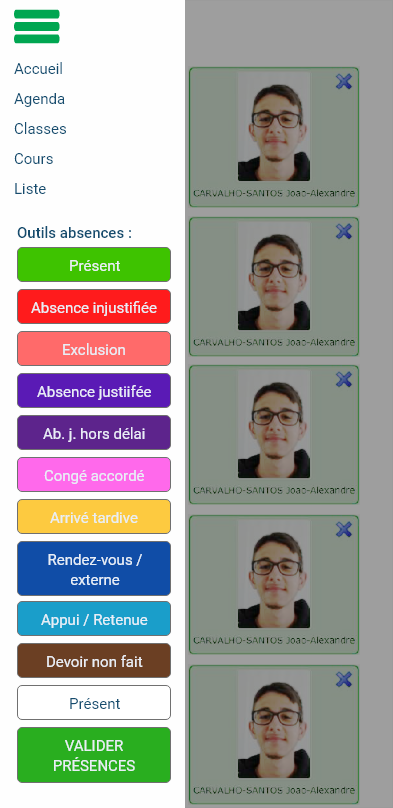 Accueil
Agenda
Classes
Cours
Liste
Outils absences :
Présent
Absence injustifiée
Exclusion
Absence justiifée
Ab. j. hors délai
Congé accordé
Arrivé tardive
Rendez-vous /
externe
Appui / Retenue
Devoir non fait
Présent
VALIDER
PRÉSENCES
CARVALHO-SANTOS Joao-Alexandre
CARVALHO-SANTOS Joao-Alexandre
CARVALHO-SANTOS Joao-Alexandre
CARVALHO-SANTOS Joao-Alexandre
CARVALHO-SANTOS Joao-Alexandre